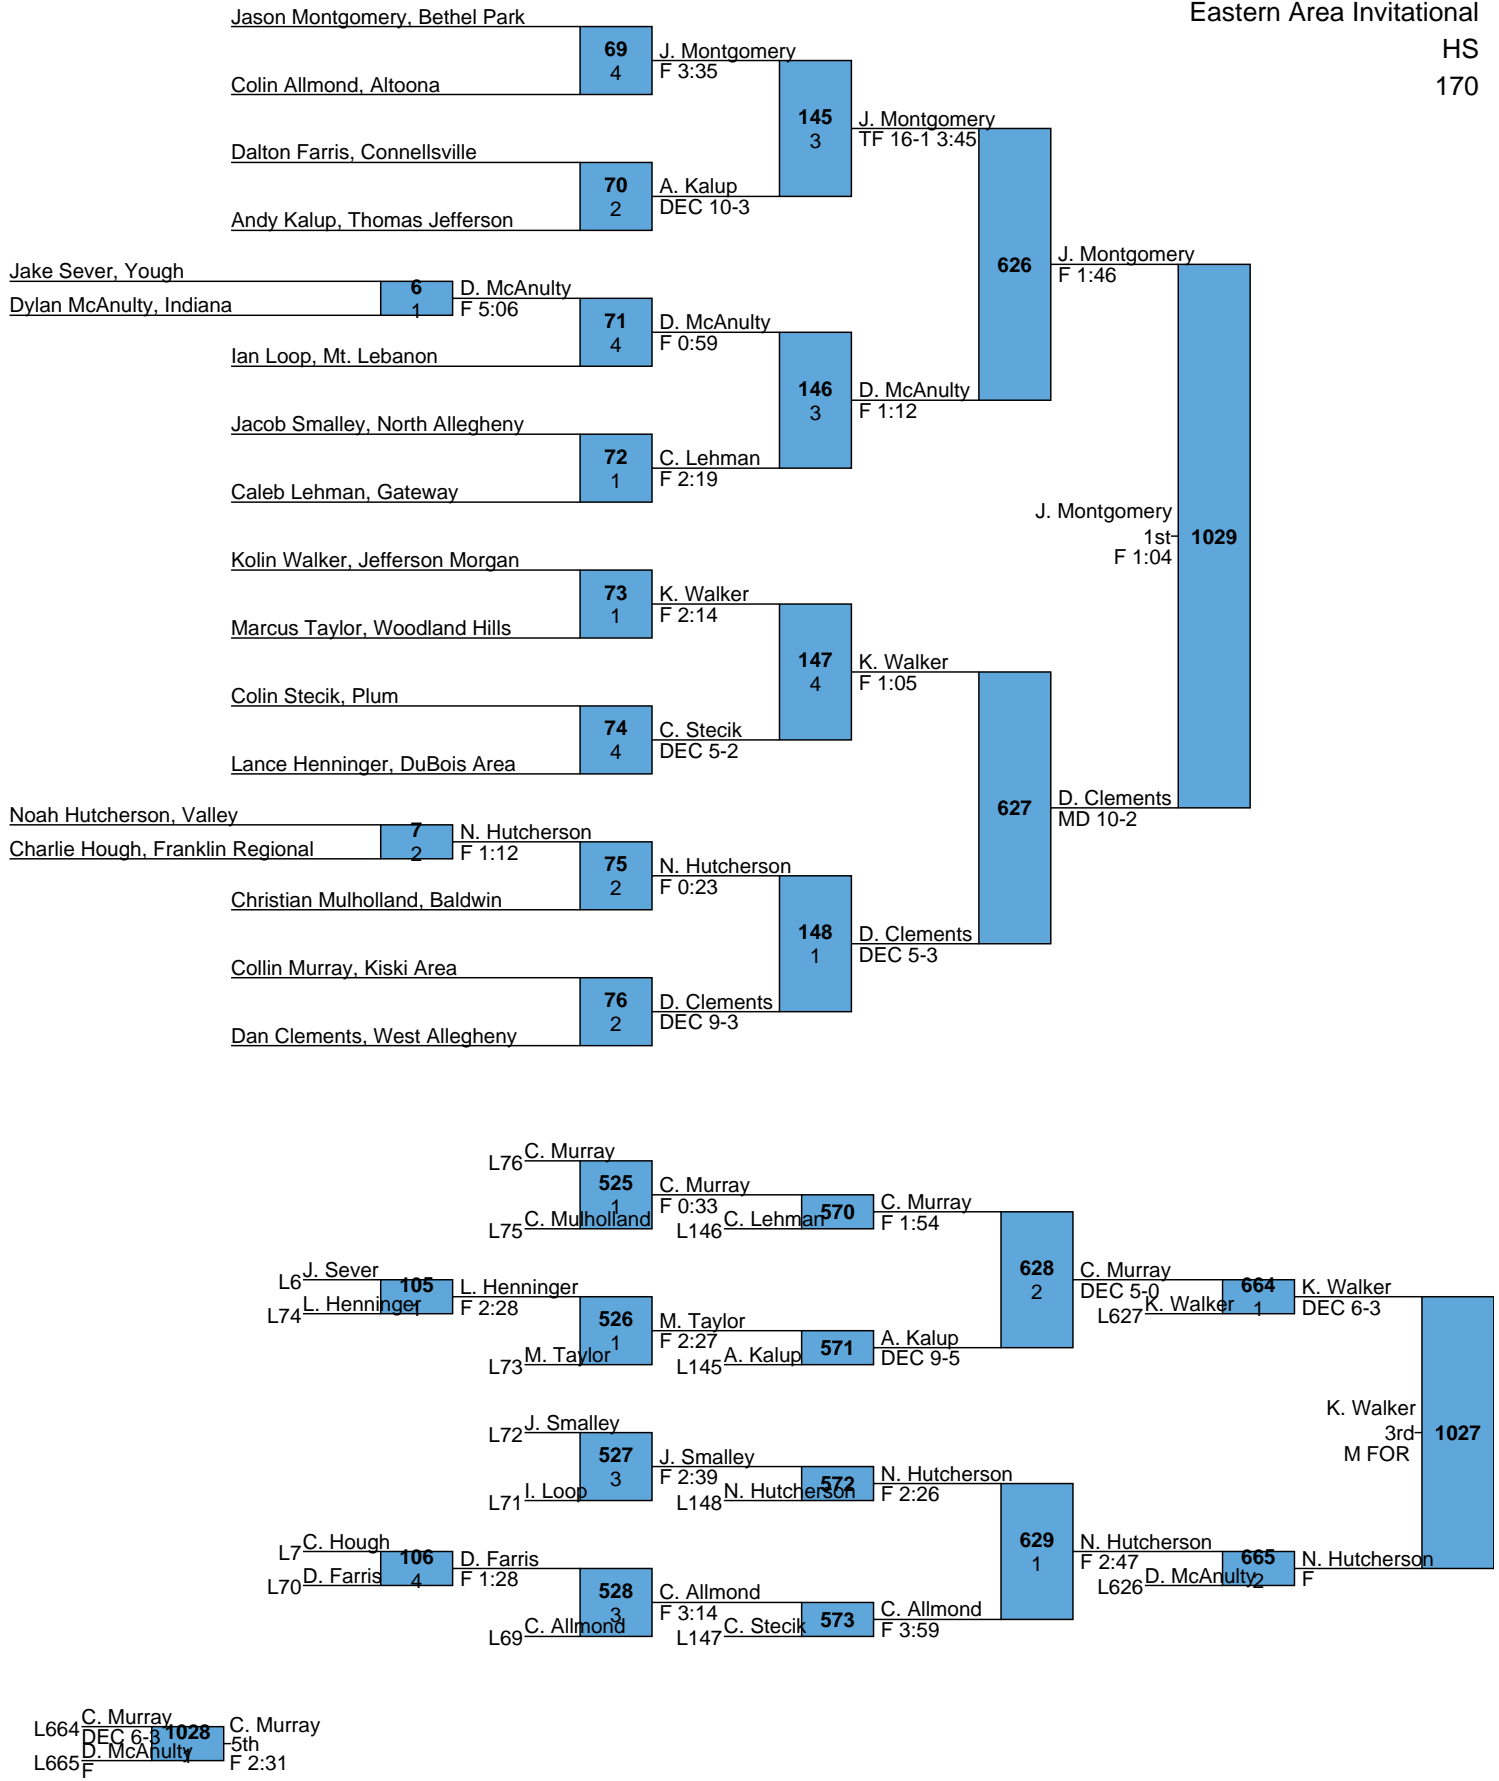 Eastern Area Invitational
HS
170
Jason Montgomery, Bethel Park
69
4
J. Montgomery
F 3:35
Colin Allmond, Altoona
145
3
J. Montgomery
TF 16-1 3:45
Dalton Farris, Connellsville
70
2
A. Kalup
DEC 10-3
Andy Kalup, Thomas Jefferson
626
J. Montgomery
F 1:46
Jake Sever, Yough
6
1
D. McAnulty
F 5:06
Dylan McAnulty, Indiana
71
4
D. McAnulty
F 0:59
Ian Loop, Mt. Lebanon
146
3
D. McAnulty
F 1:12
Jacob Smalley, North Allegheny
72
1
C. Lehman
F 2:19
Caleb Lehman, Gateway
J. Montgomery
1st
F 1:04
1029
Kolin Walker, Jefferson Morgan
73
1
K. Walker
F 2:14
Marcus Taylor, Woodland Hills
147
4
K. Walker
F 1:05
Colin Stecik, Plum
74
4
C. Stecik
DEC 5-2
Lance Henninger, DuBois Area
627
D. Clements
MD 10-2
Noah Hutcherson, Valley
7
2
N. Hutcherson
F 1:12
Charlie Hough, Franklin Regional
75
2
N. Hutcherson
F 0:23
Christian Mulholland, Baldwin
148
1
D. Clements
DEC 5-3
Collin Murray, Kiski Area
76
2
D. Clements
DEC 9-3
Dan Clements, West Allegheny
L76 C. Murray
525
1
C. Murray
F 0:33
L75 C. Mulholland
L146 C. Lehman
570
C. Murray
F 1:54
L6 J. Sever
105
1
L. Henninger
F 2:28
L74 L. Henninger
526
1
M. Taylor
F 2:27
L73 M. Taylor
L145 A. Kalup
571
A. Kalup
DEC 9-5
628
2
C. Murray
DEC 5-0
L627 K. Walker
664
1
K. Walker
DEC 6-3
L72 J. Smalley
527
3
J. Smalley
F 2:39
L71 I. Loop
L148 N. Hutcherson
572
N. Hutcherson
F 2:26
K. Walker
3rd
M FOR
1027
L7 C. Hough
106
4
D. Farris
F 1:28
L70 D. Farris
528
3
C. Allmond
F 3:14
L69 C. Allmond
L147 C. Stecik
573
C. Allmond
F 3:59
629
1
N. Hutcherson
F 2:47
L626 D. McAnulty
665
2
N. Hutcherson
F
L664 C. Murray
DEC 6-3
1028
1
C. Murray
5th
F 2:31
L665 D. McAnulty
F